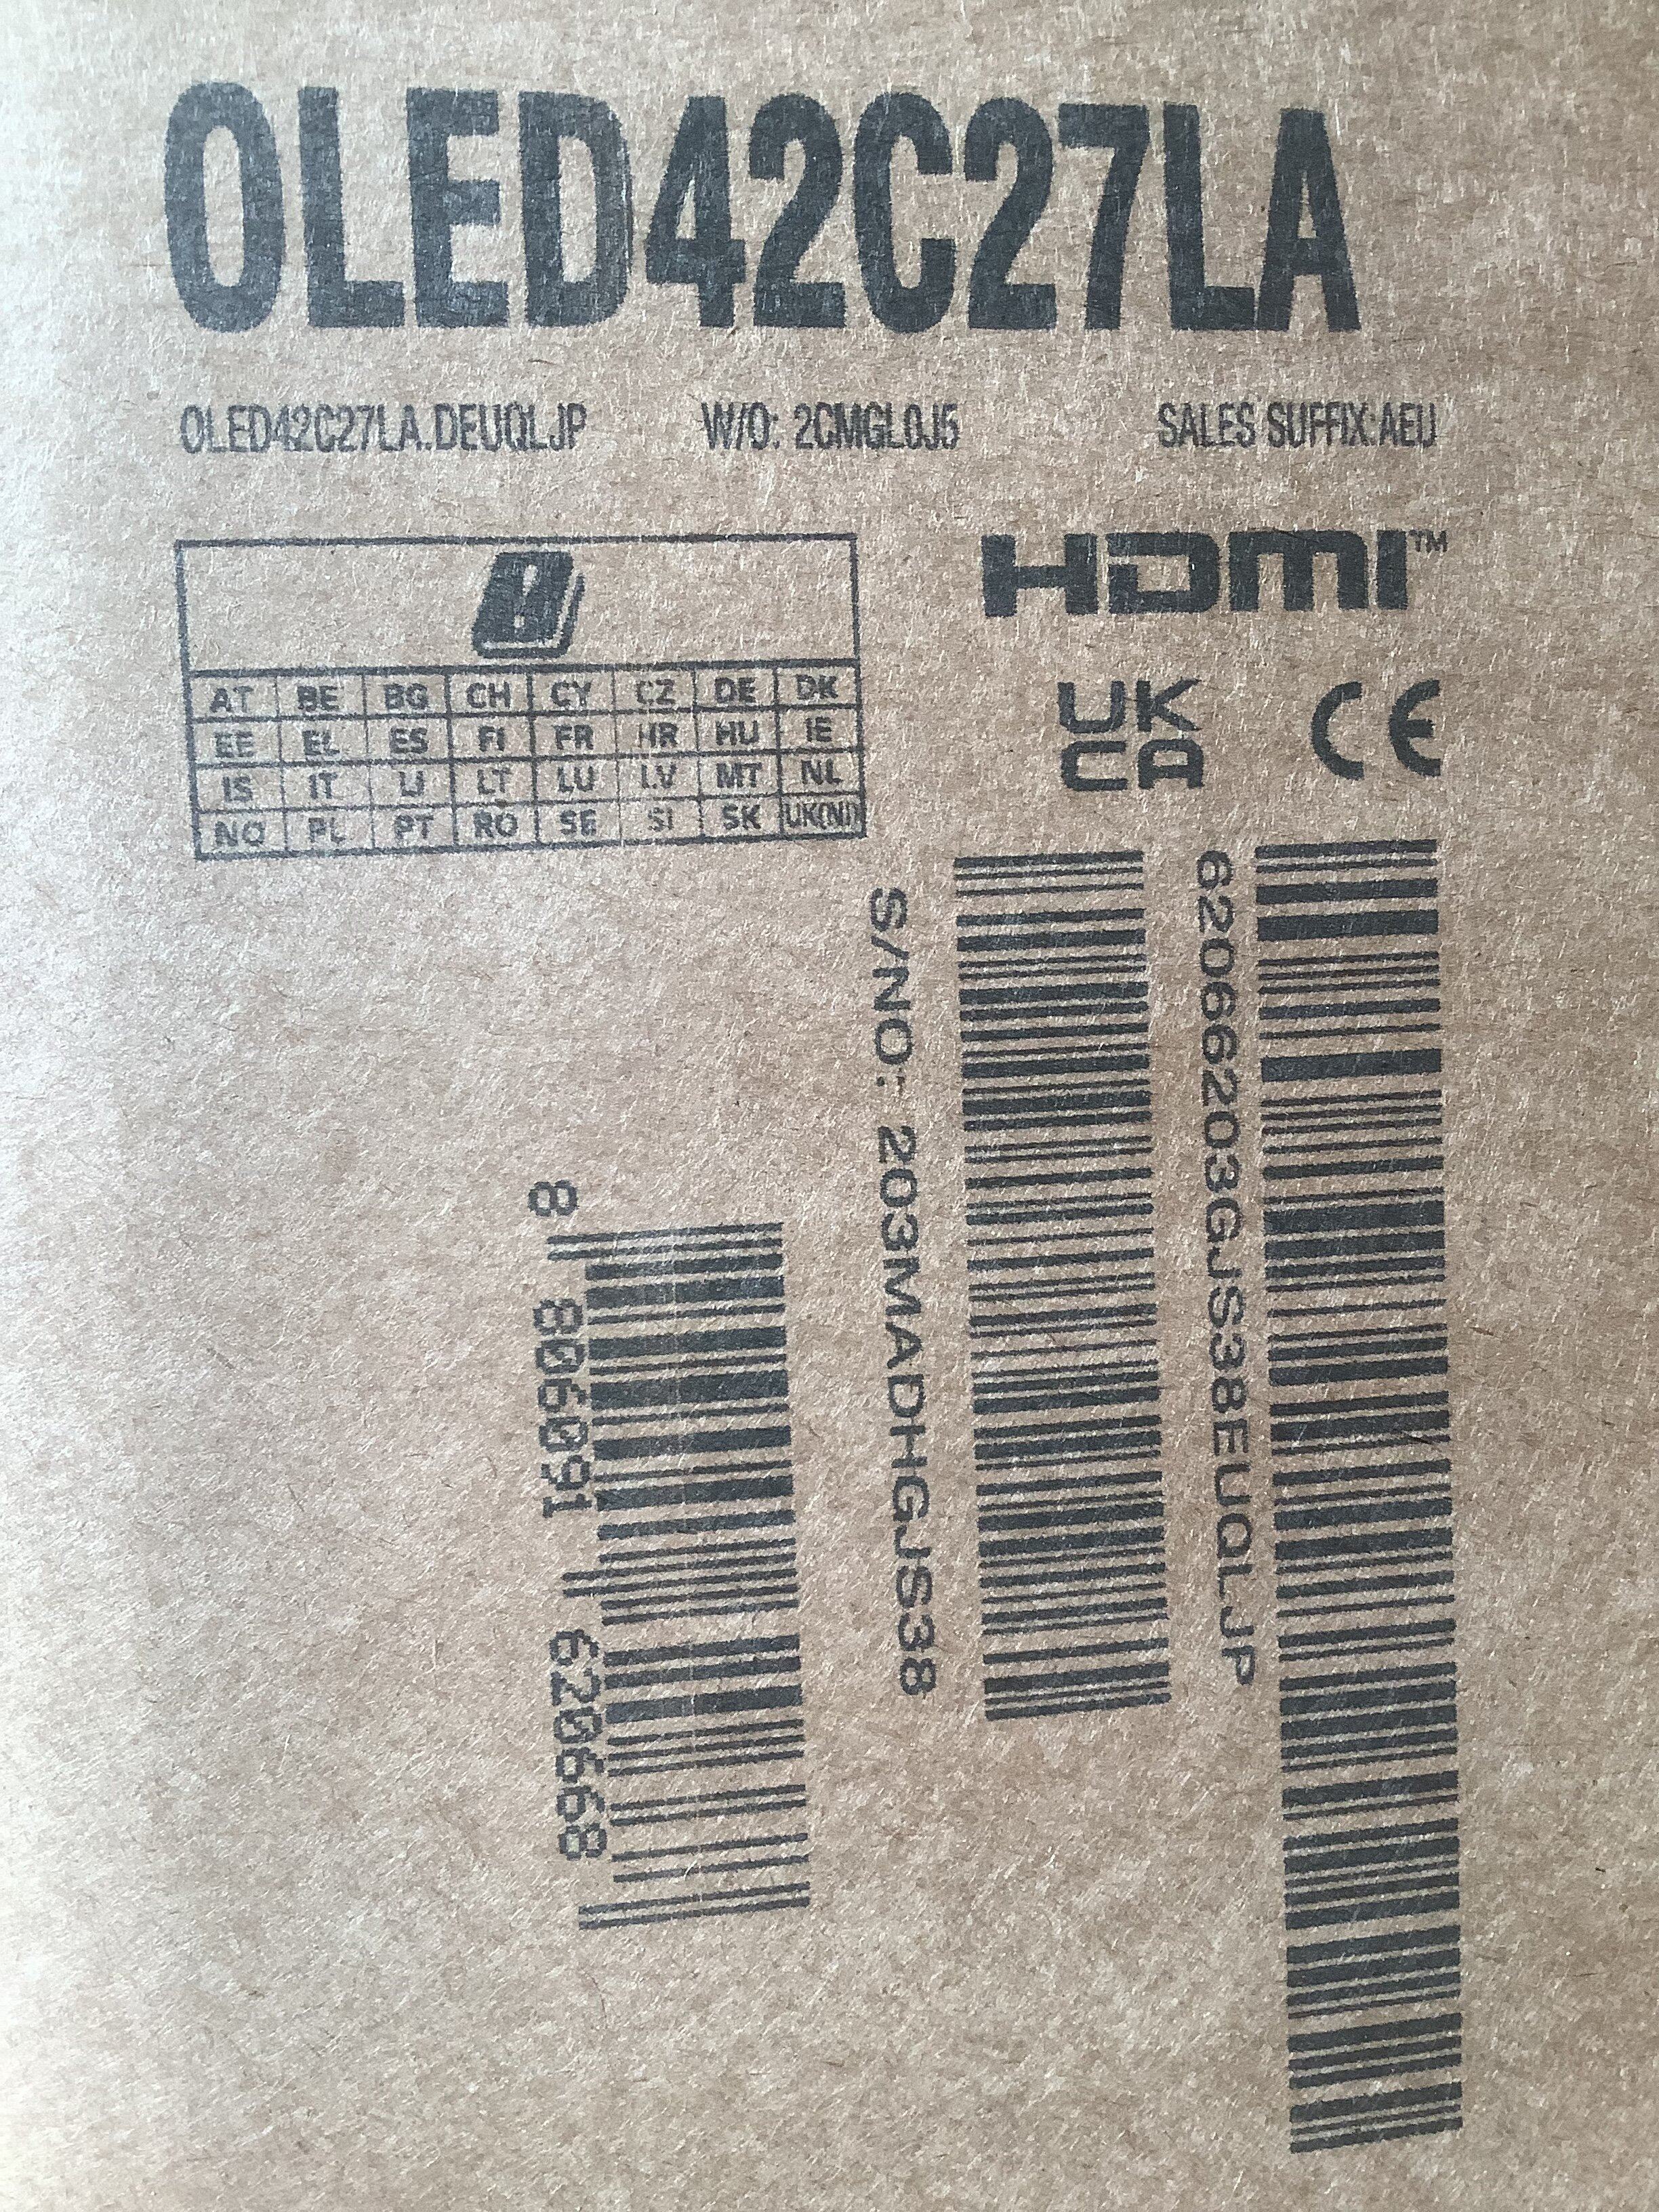 OLED42C27LA
OLED42C27LA.DEUQLJP W/O: 2CMGL0J5 SALES SUFFIX:AEU
HDMI™
AT BE BG CH CY CZ DE DK
EE EL ES FI FR HR HU IE
IS IT LI LT LU LV MT NL
NO PL PT RO SE SI SK UK(NI)
UK
CA
CE
62066203GJS38EUQLJP
S/NO: 203MADHGJS38
8 806091 620668